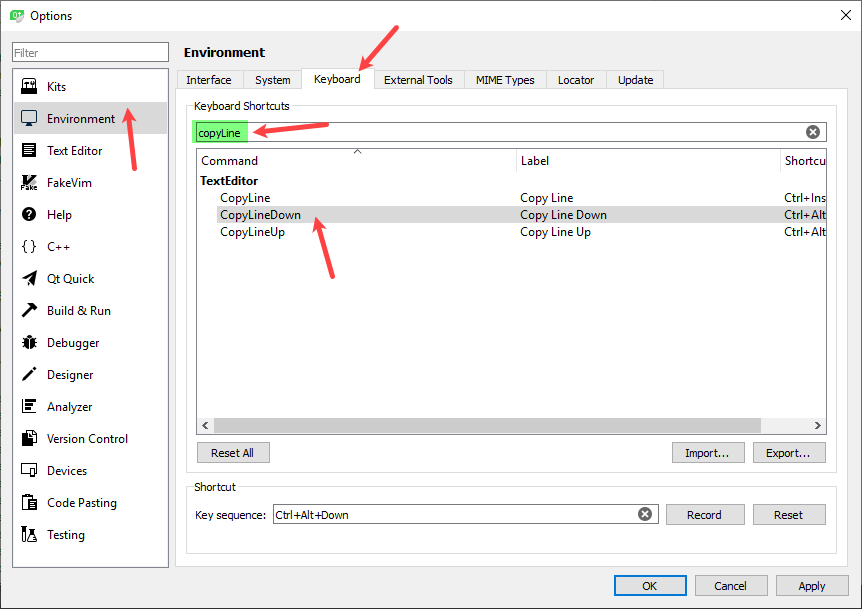 Options
Filter
Kits
Environment
Text Editor
FakeVim
Help
C++
Qt Quick
Build & Run
Debugger
Designer
Analyzer
Version Control
Devices
Code Pasting
Testing
Environment
Interface System Keyboard External Tools MIME Types Locator Update
Keyboard Shortcuts
copyLine
Command Label Shortcu
TextEditor
CopyLine Copy Line Ctrl+Ins
CopyLineDown Copy Line Down Ctrl+Alt
CopyLineUp Copy Line Up Ctrl+Alt
Reset All Import... Export...
Shortcut
Key sequence: Ctrl+Alt+Down Record Reset
OK Cancel Apply